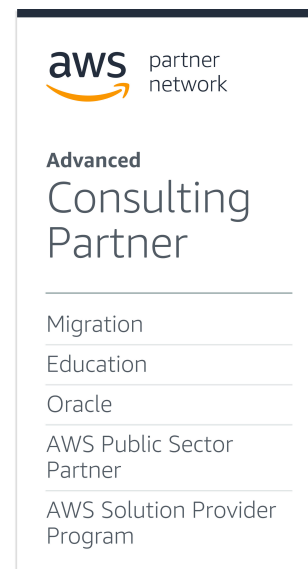 aws partner
network
Advanced
Consulting
Partner
Migration
Education
Oracle
AWS Public Sector
Partner
AWS Solution Provider
Program